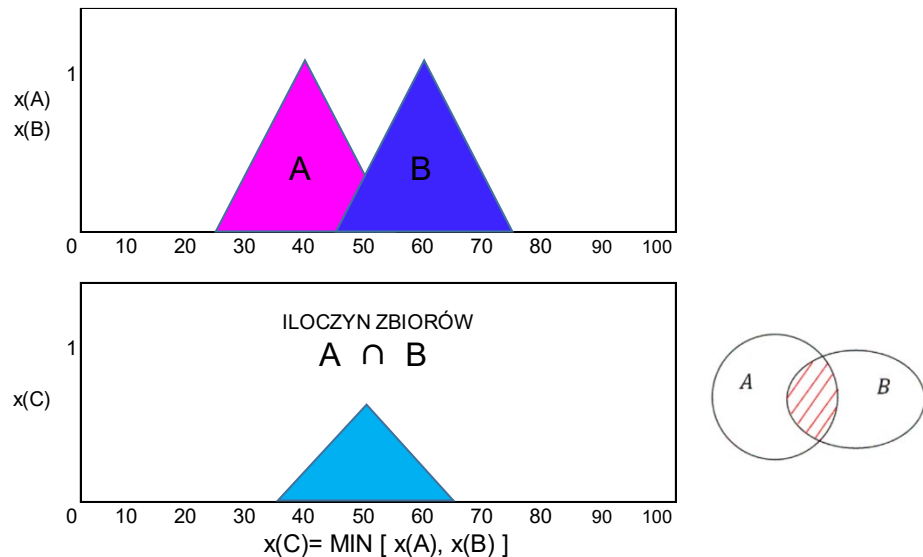 1
x(A)
x(B)
A B
0 10 20 30 40 50 60 70 80 90 100
ILOCZYN ZBIORÓW
A ∩ B
1
x(C)
0 10 20 30 40 50 60 70 80 90 100
x(C)= MIN [ x(A), x(B) ]
A B